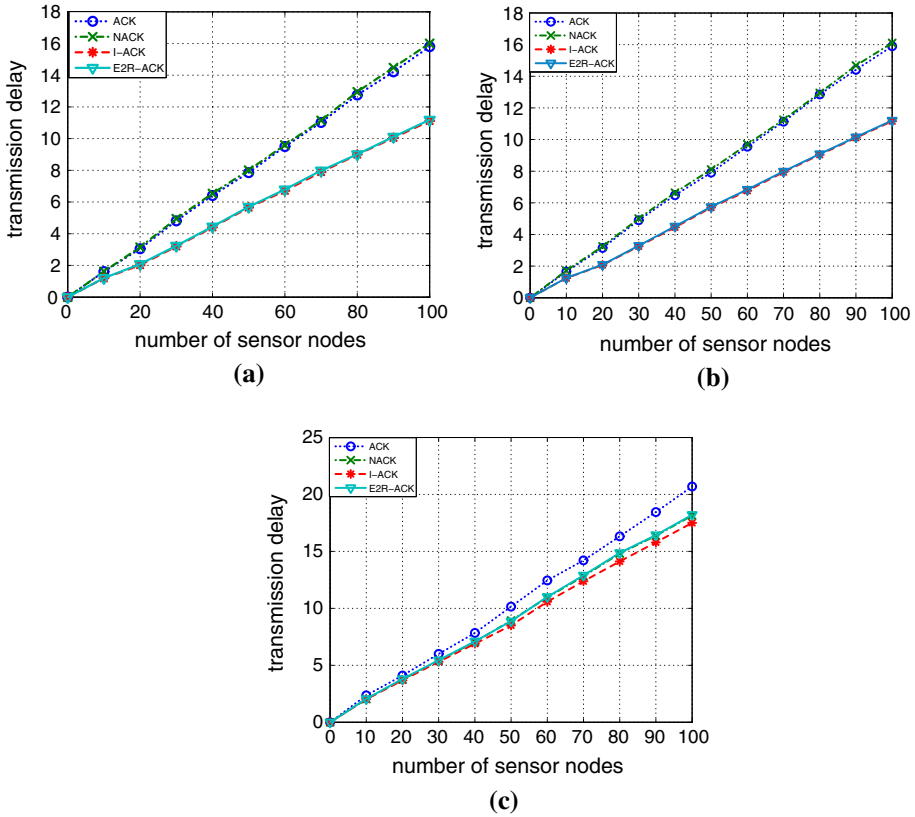 18
16
14
12
10
8
6
4
2
0
transmission delay
ACK
NACK
I-ACK
E2R-ACK
0 20 40 60 80 100
number of sensor nodes
(a)
18
16
14
12
10
8
6
4
2
0
transmission delay
ACK
NACK
I-ACK
E2R-ACK
0 10 20 30 40 50 60 70 80 90 100
number of sensor nodes
(b)
25
20
15
10
5
0
transmission delay
ACK
NACK
I-ACK
E2R-ACK
0 10 20 30 40 50 60 70 80 90 100
number of sensor nodes
(c)